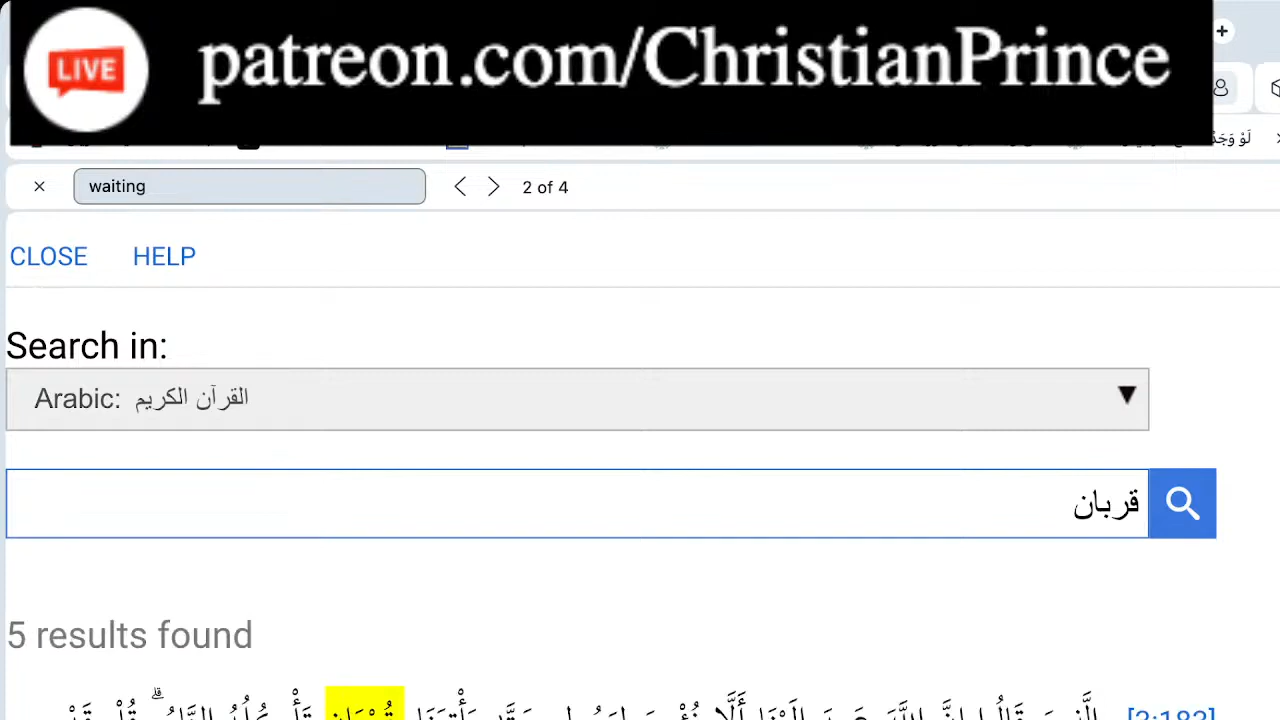 LIVE
patreon.com/ChristianPrince
waiting
2 of 4
CLOSE HELP
Search in:
Arabic: القرآن الكريم
قربان
5 results found